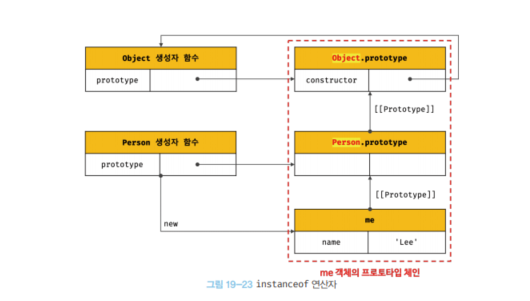 Object 생성자 함수
prototype
Object.prototype
constructor
[[Prototype]]
Person 생성자 함수
prototype
Person.prototype
[[Prototype]]
new
me
name
'Lee'
me 객체의 프로토타입 체인
그림 19-23 instanceof 연산자